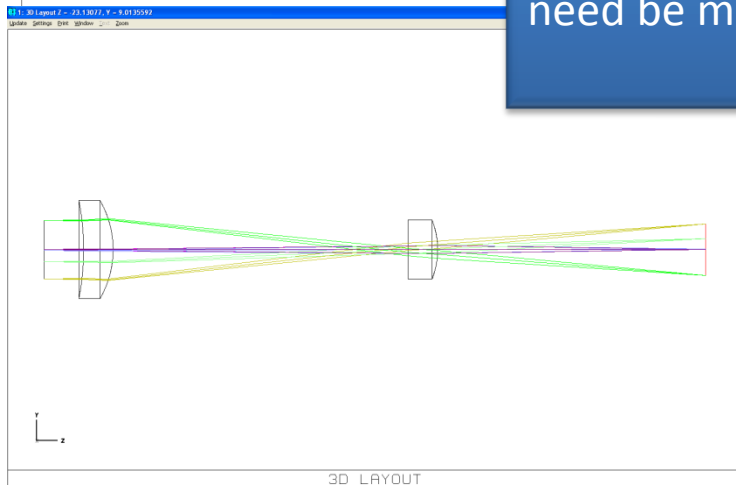 need be m
1: 3D Layout Z = -23.13077, Y = 9.0135592
Update Settings Print Window Zoom
Y
Z
3D LAYOUT